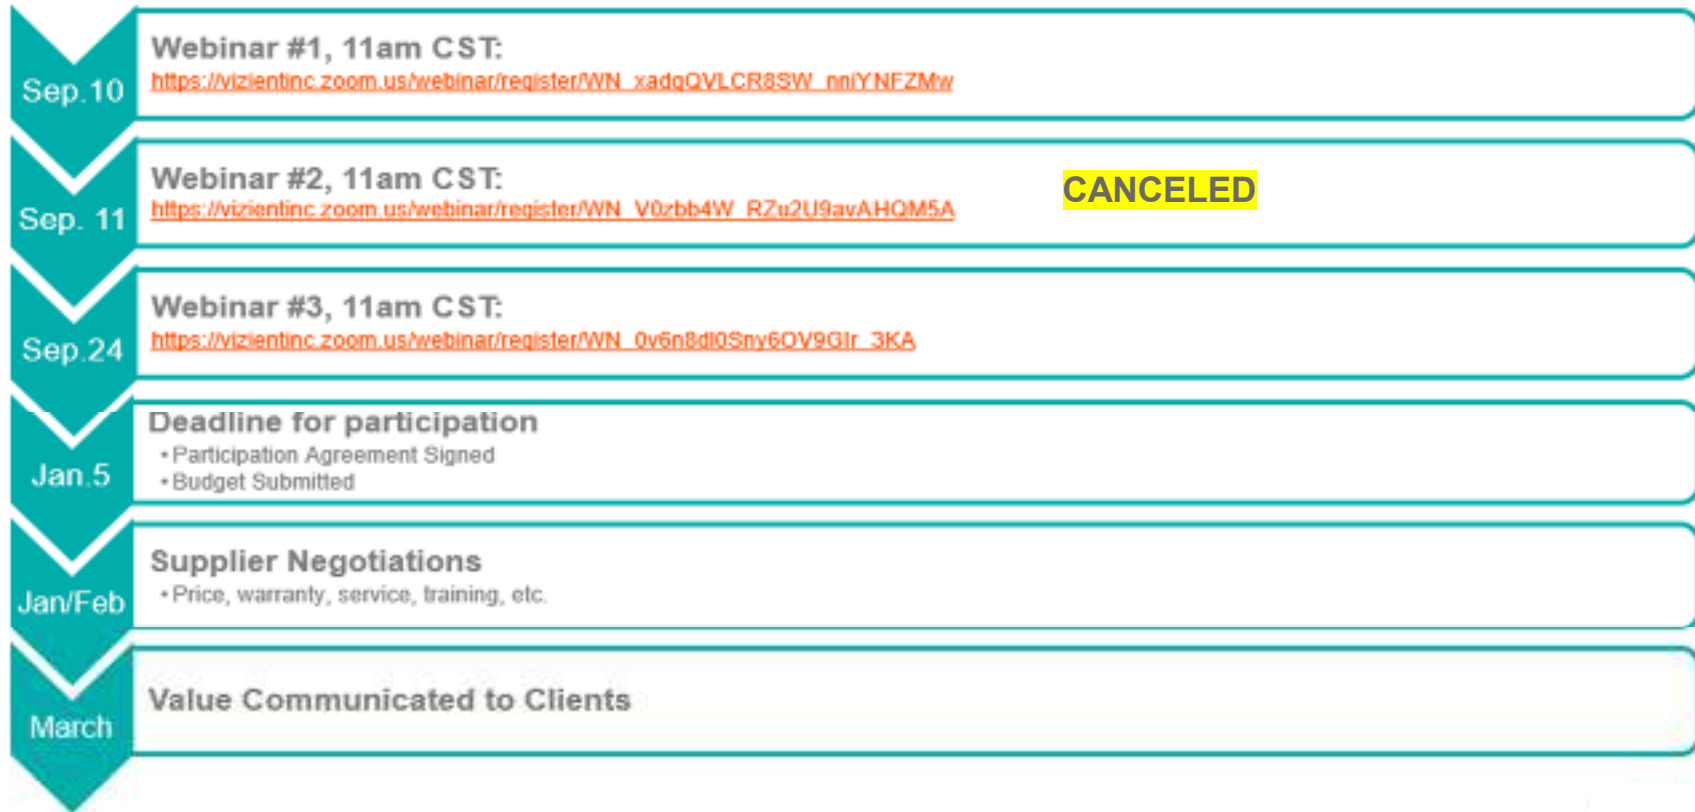 Sep.10
Webinar #1, 11am CST:
https://vizientinc.zoom.us/webinar/register/WN_xadqQVLCR8SW_nniYNFZMw
Sep. 11
Webinar #2, 11am CST:
https://vizientinc.zoom.us/webinar/register/WN_V0zbb4W_RZu2U9avAHQM5A
CANCELED
Sep.24
Webinar #3, 11am CST:
https://vizientinc.zoom.us/webinar/register/WN_0v6n8dI0Sny6OV9GIr_3KA
Jan.5
Deadline for participation
• Participation Agreement Signed
• Budget Submitted
Jan/Feb
Supplier Negotiations
• Price, warranty, service, training, etc.
March
Value Communicated to Clients